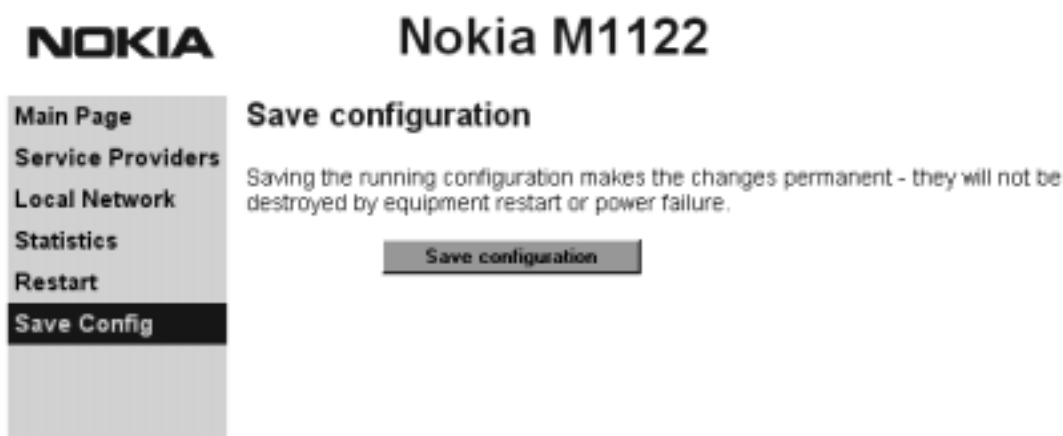 NOKIA
Nokia M1122
Main Page
Service Providers
Local Network
Statistics
Restart
Save Config
Save configuration
Saving the running configuration makes the changes permanent - they will not be
destroyed by equipment restart or power failure.
Save configuration